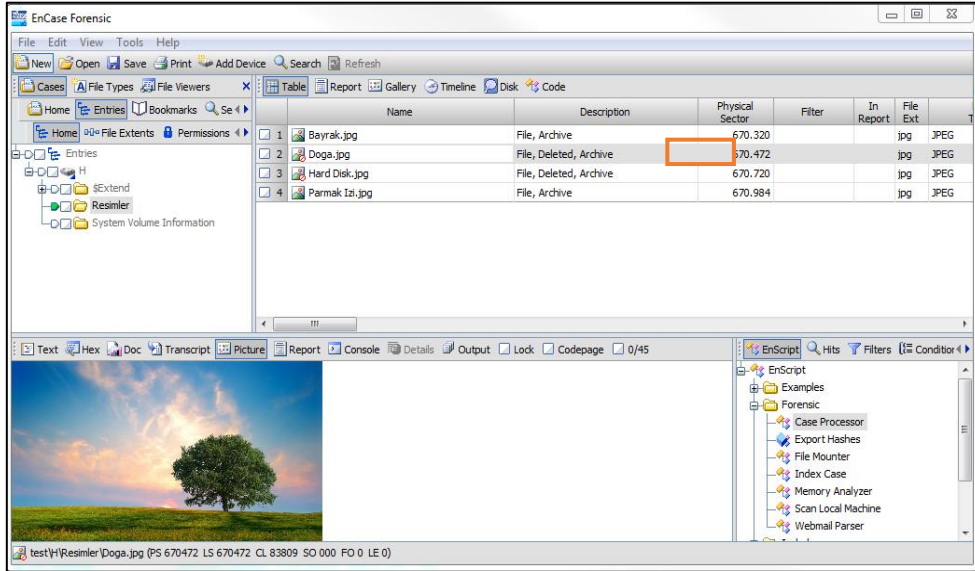 EnCase Forensic
File Edit View Tools Help
New Open Save Print Add Device Search Refresh
Cases File Types File Viewers X Table Report Gallery Timeline Disk Code
Home Entries Bookmarks Se
Home File Extents Permissions
Name Description Physical Sector Filter In Report File Ext T
1 Bayrak.jpg File, Archive 670.320 jpg JPEG
2 Doga.jpg File, Deleted, Archive 670.472 jpg JPEG
3 Hard Disk.jpg File, Deleted, Archive 670.720 jpg JPEG
4 Parmak Izi.jpg File, Archive 670.984 jpg JPEG
Entries
H
$Extend
Resimler
System Volume Information
Text Hex Doc Transcript Picture Report Console Details Output Lock Codepage 0/45
EnScript Hits Filters Conditior
EnScript
Examples
Forensic
Case Processor
Export Hashes
File Mounter
Index Case
Memory Analyzer
Scan Local Machine
Webmail Parser
test\H\Resimler\Doga.jpg (PS 670472 LS 670472 CL 83809 SO 000 FO 0 LE 0)